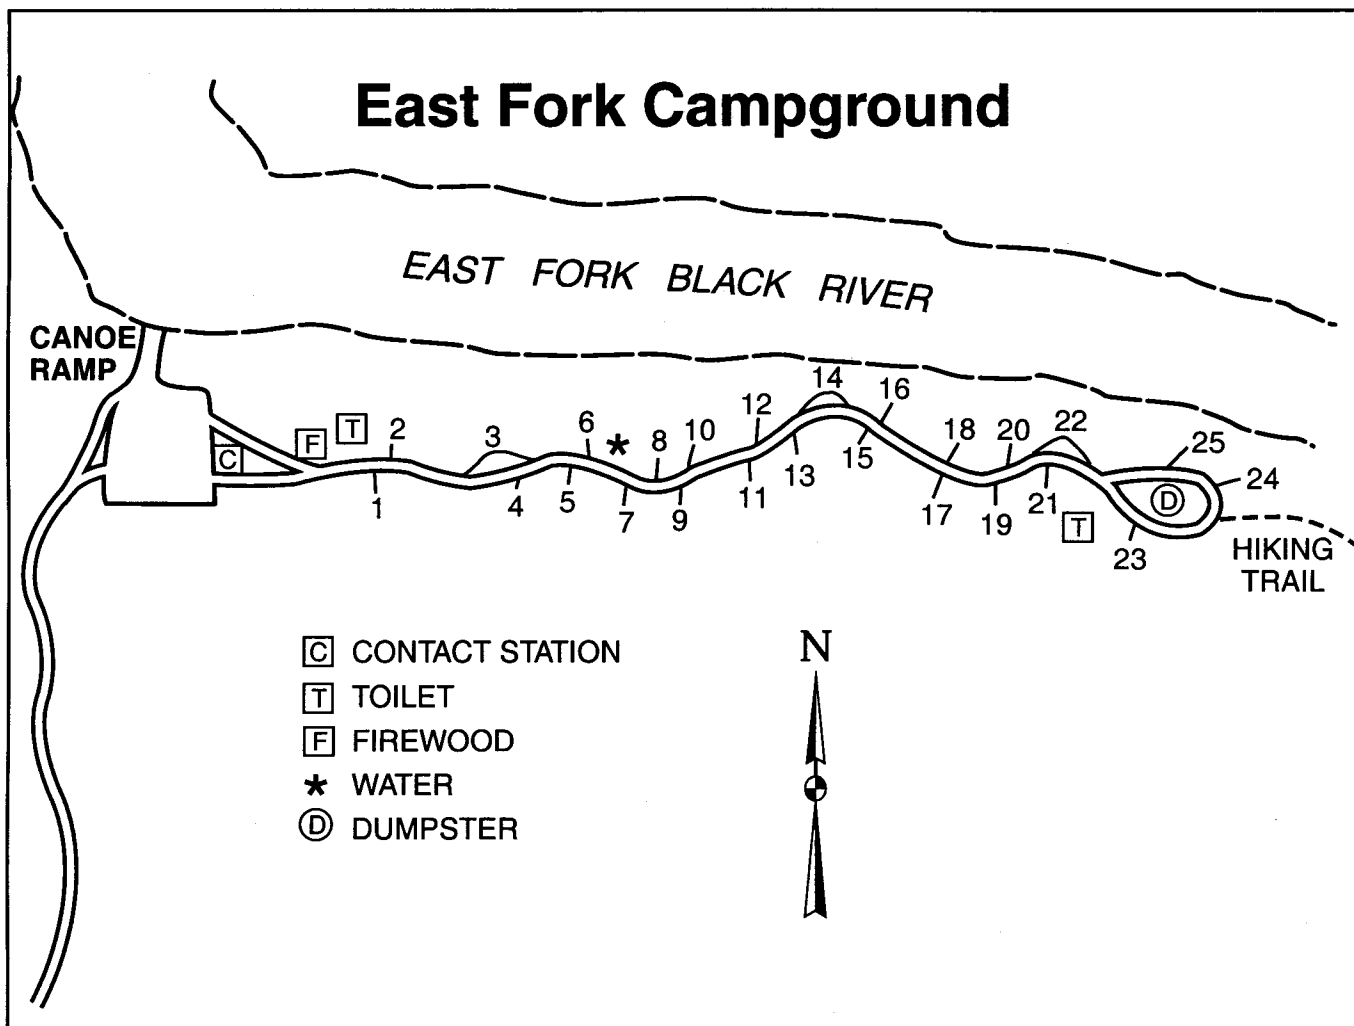 East Fork Campground
EAST FORK BLACK RIVER
CANOE
RAMP
14
16
12
2
3
6
10
8
18
20
22
25
F
T
C
13
15
24
1
4
5
7
9
11
17
19
21
T
D
23
HIKING
TRAIL
C CONTACT STATION
T TOILET
F FIREWOOD
* WATER
D DUMPSTER
N